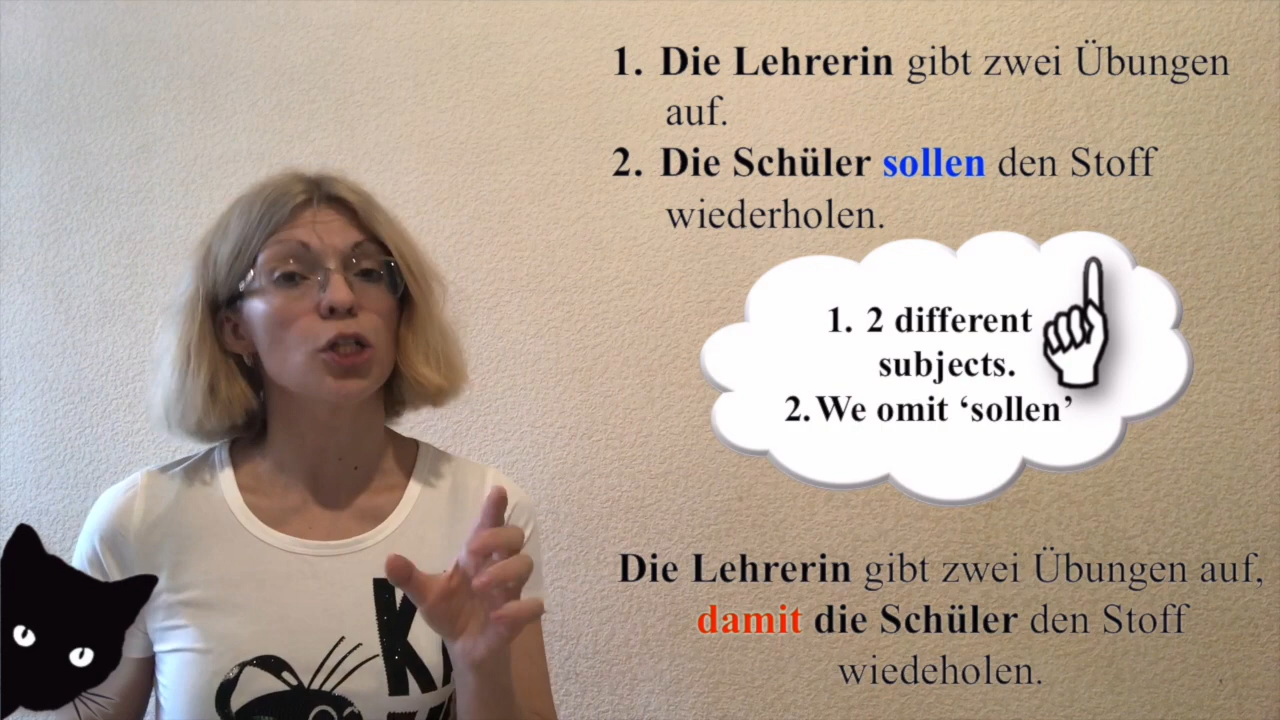 1. Die Lehrerin gibt zwei Übungen
auf.
2. Die Schüler sollen den Stoff
wiederholen.
1. 2 different
subjects.
2. We omit ‘sollen’
Die Lehrerin gibt zwei Übungen auf,
damit die Schüler den Stoff
wiedeholen.